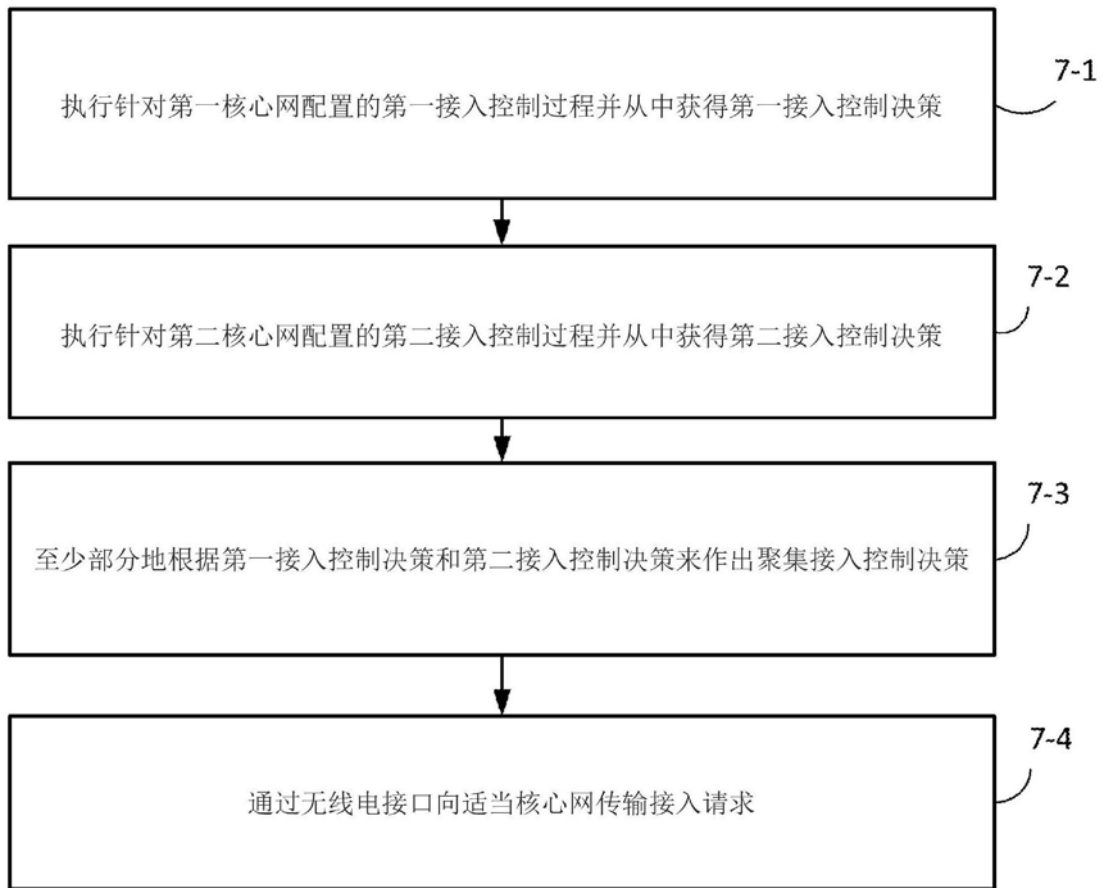 执行针对第一核心网配置的第一接入控制过程并从中获得第一接入控制决策
7-1
执行针对第二核心网配置的第二接入控制过程并从中获得第二接入控制决策
7-2
至少部分地根据第一接入控制决策和第二接入控制决策来作出聚集接入控制决策
7-3
通过无线电接口向适当核心网传输接入请求
7-4